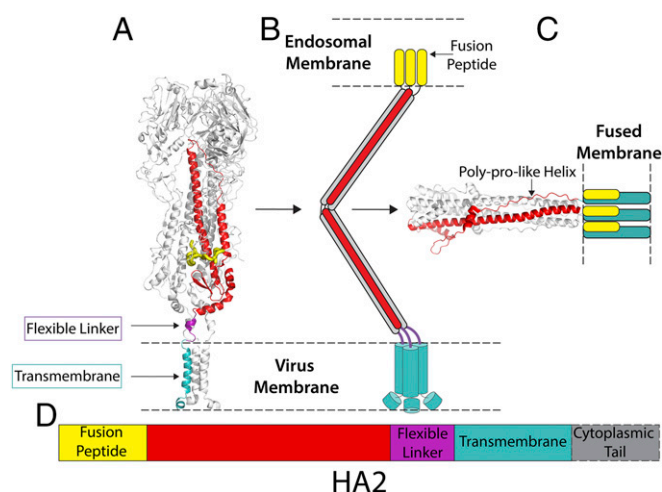 A
B
C
Endosomal
Membrane
Fusion
Peptide
Fused
Membrane
Poly-pro-like Helix
Flexible Linker
Transmembrane
Virus
Membrane
D
Fusion
Peptide
Flexible
Linker
Transmembrane
Cytoplasmic
Tail
HA2